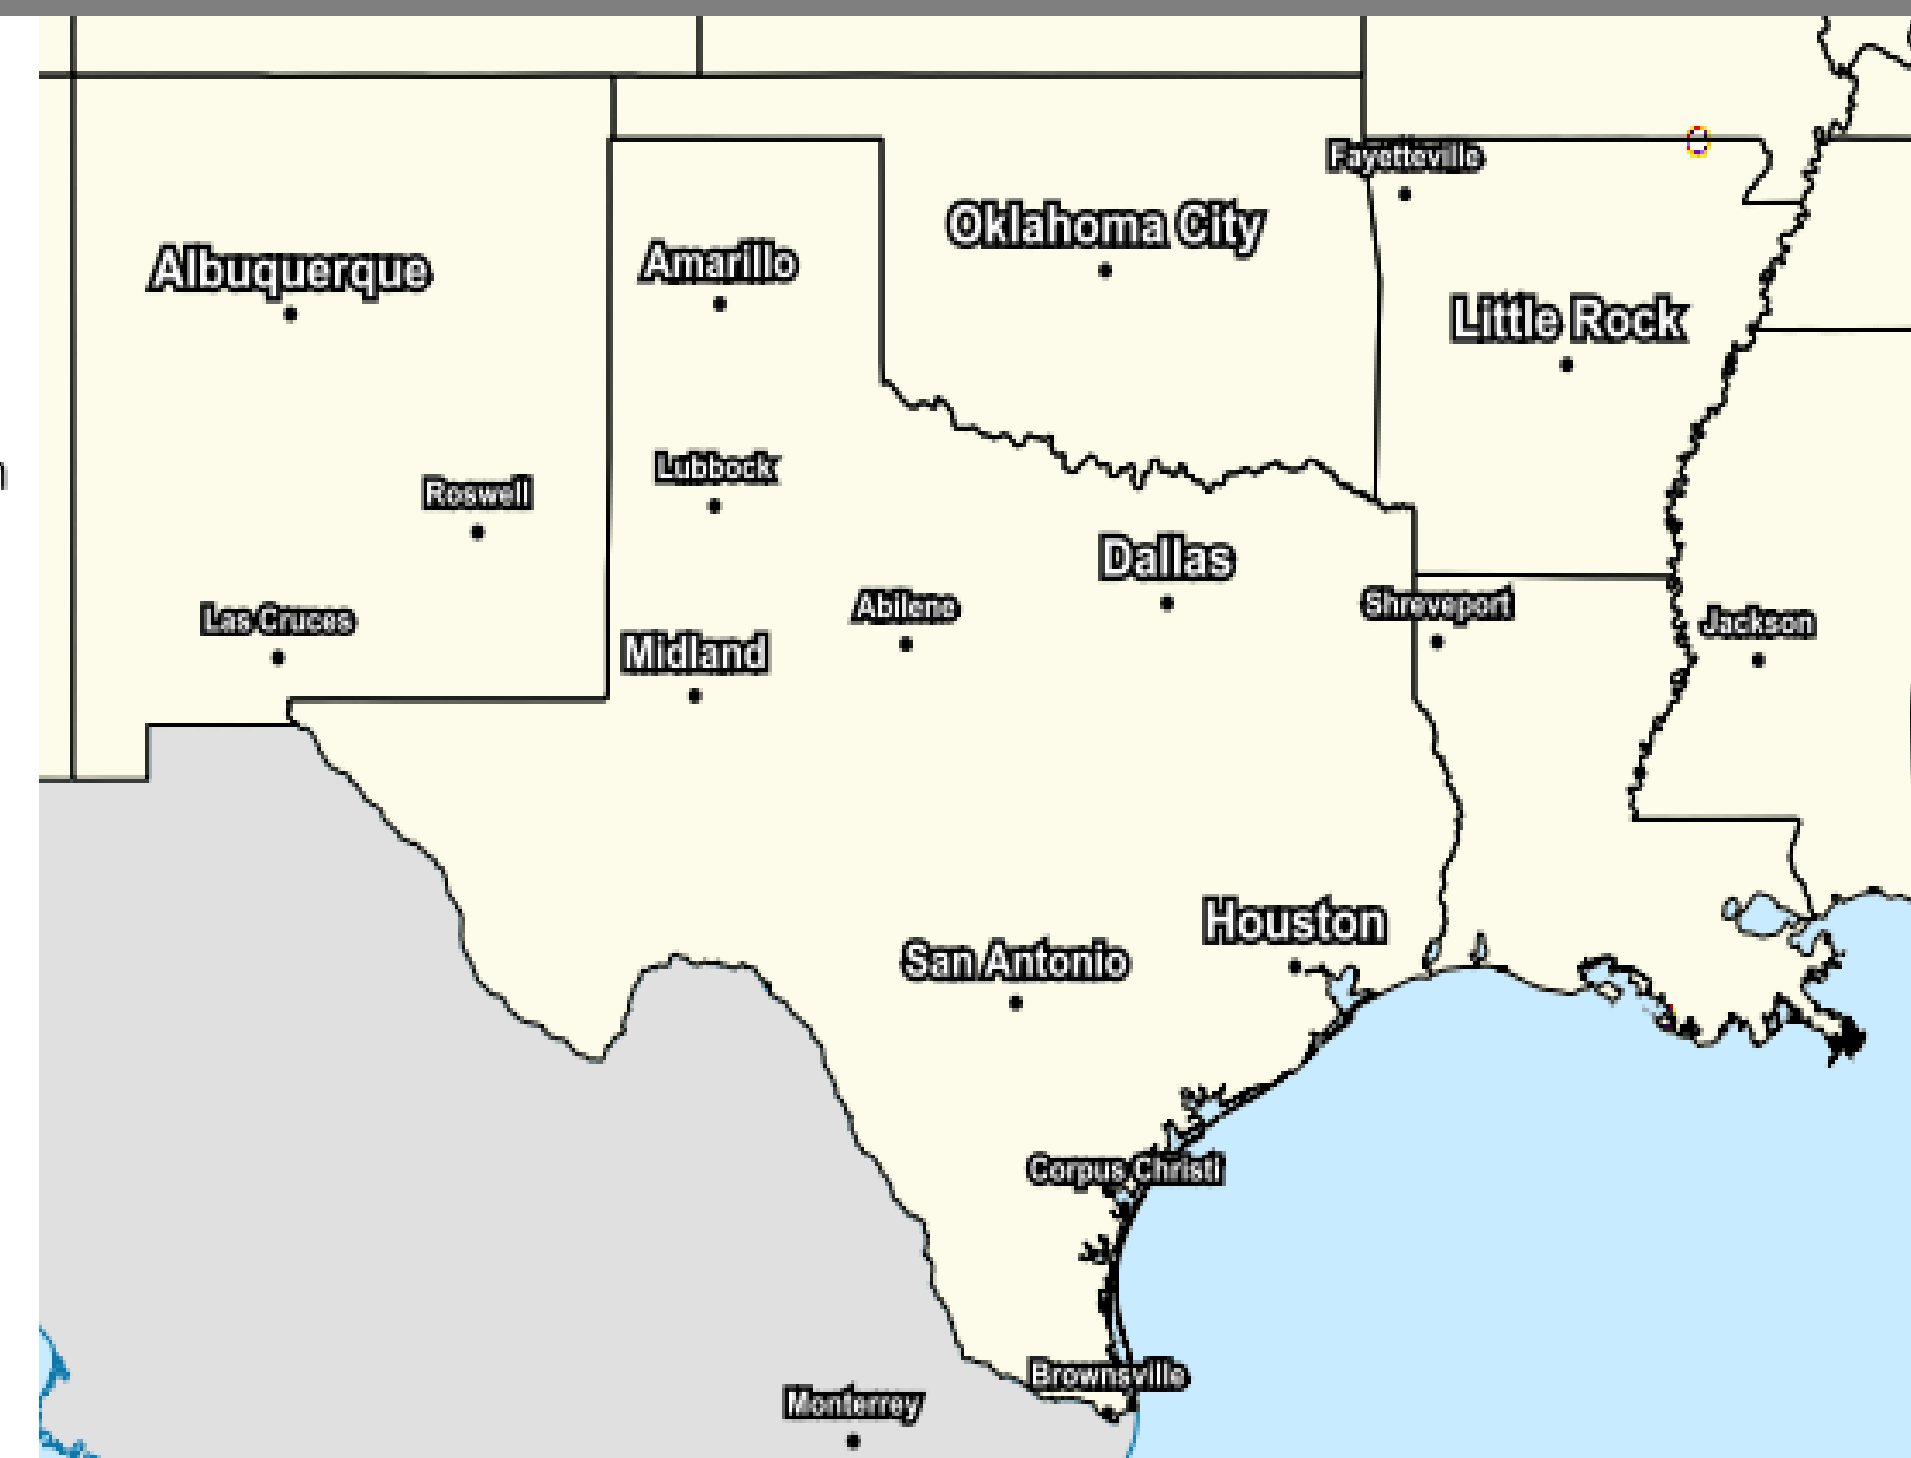 Fayetteville
Oklahoma City
Albuquerque
Amarillo
Little Rock
Lubbock
Roswell
Dallas
Abilene
Shreveport
Las Cruces
Jackson
Midland
Houston
San Antonio
Corpus Christi
Brownsville
Monterrey